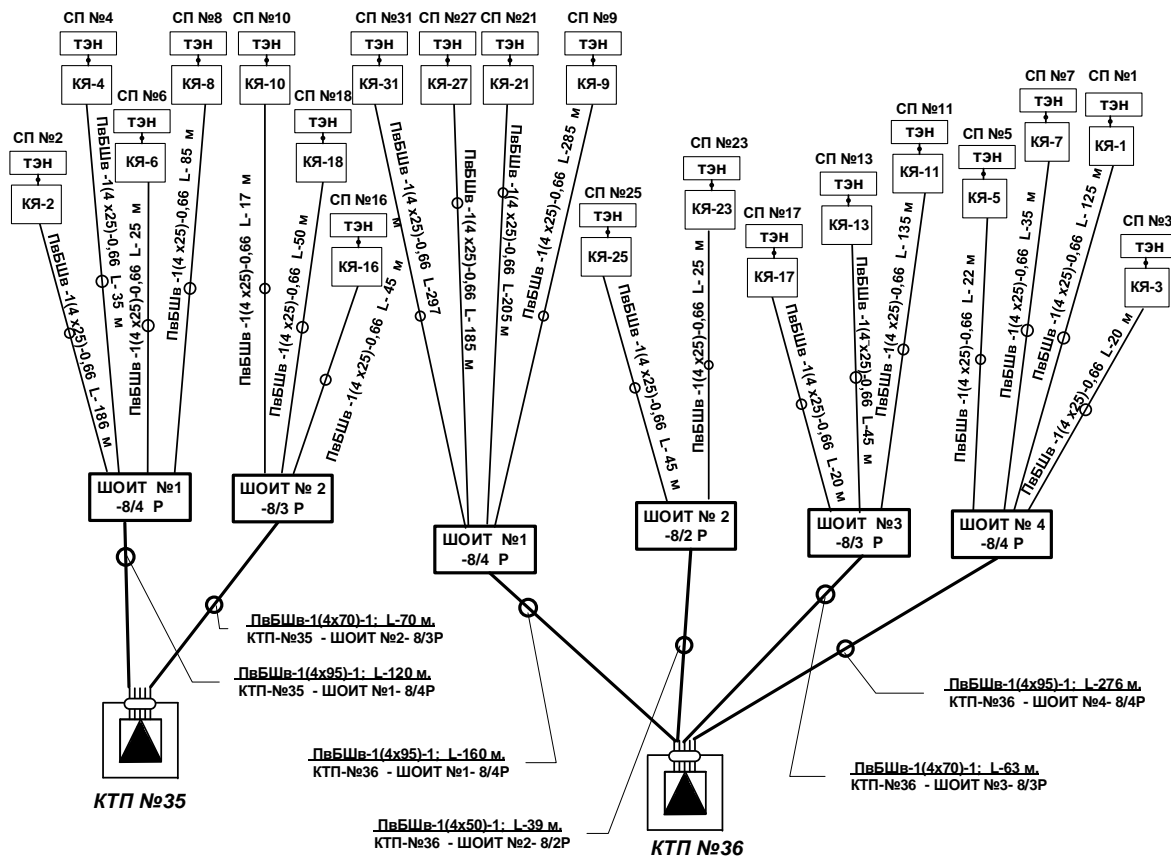 СП №4
СП №8
СП №10
СП №31
СП №27
СП №21
СП №9
ТЭН
ТЭН
ТЭН
ТЭН
ТЭН
ТЭН
ТЭН
КЯ-4
КЯ-8
КЯ-10
КЯ-31
КЯ-27
КЯ-21
КЯ-9
СП №2
ТЭН
КЯ-2
СП №6
ТЭН
КЯ-6
СП №18
ТЭН
КЯ-18
СП №16
ТЭН
КЯ-16
СП №25
ТЭН
КЯ-25
СП №23
ТЭН
КЯ-23
СП №17
ТЭН
КЯ-17
СП №13
ТЭН
КЯ-13
СП №11
ТЭН
КЯ-11
СП №5
ТЭН
КЯ-5
СП №7
ТЭН
КЯ-7
СП №1
ТЭН
КЯ-1
СП №3
ТЭН
КЯ-3
ПвБШв -1(4 х25)-0,66 L- 186 м
ПвБШв -1(4 х25)-0,66 L- 35 м
ПвБШв -1(4 х25)-0,66 L- 25 м
ПвБШв -1(4 х25)-0,66 L- 85 м
ПвБШв -1(4 х25)-0,66 L- 17 м
ПвБШв -1(4 х25)-0,66 L-50 м
ПвБШв -1(4 х25)-0,66 L- 45 м
ПвБШв -1(4 х25)-0,66 L-297 м
ПвБШв -1(4 х25)-0,66 L- 185 м
ПвБШв -1(4 х25)-0,66 L-205 м
ПвБШв -1(4 х25)-0,66 L-285 м
ПвБШв -1(4 х25)-0,66 L- 45 м
ПвБШв -1(4 х25)-0,66 L- 25 м
ПвБШв -1(4 х25)-0,66 L-20 м
ПвБШв -1(4 х25)-0,66 L-45 м
ПвБШв -1(4 х25)-0,66 L- 135 м
ПвБШв -1(4 х25)-0,66 L- 22 м
ПвБШв -1(4 х25)-0,66 L-35 м
ПвБШв -1(4 х25)-0,66 L- 125 м
ПвБШв -1(4 х25)-0,66 L-20 м
ШОИТ №1
-8/4 Р
ШОИТ № 2
-8/3 Р
ШОИТ №1
-8/4 Р
ШОИТ № 2
-8/2 Р
ШОИТ №3
-8/3 Р
ШОИТ № 4
-8/4 Р
ПвБШв-1(4х70)-1; L-70 м.
КТП-№35 - ШОИТ №2- 8/3Р
ПвБШв-1(4х95)-1; L-120 м.
КТП-№35 - ШОИТ №1- 8/4Р
ПвБШв-1(4х95)-1; L-276 м.
КТП-№36 - ШОИТ №4- 8/4Р
ПвБШв-1(4х95)-1; L-160 м.
КТП-№36 - ШОИТ №1- 8/4Р
ПвБШв-1(4х70)-1; L-63 м.
КТП-№36 - ШОИТ №3- 8/3Р
ПвБШв-1(4х50)-1; L-39 м.
КТП-№36 - ШОИТ №2- 8/2Р
КТП №35
КТП №36